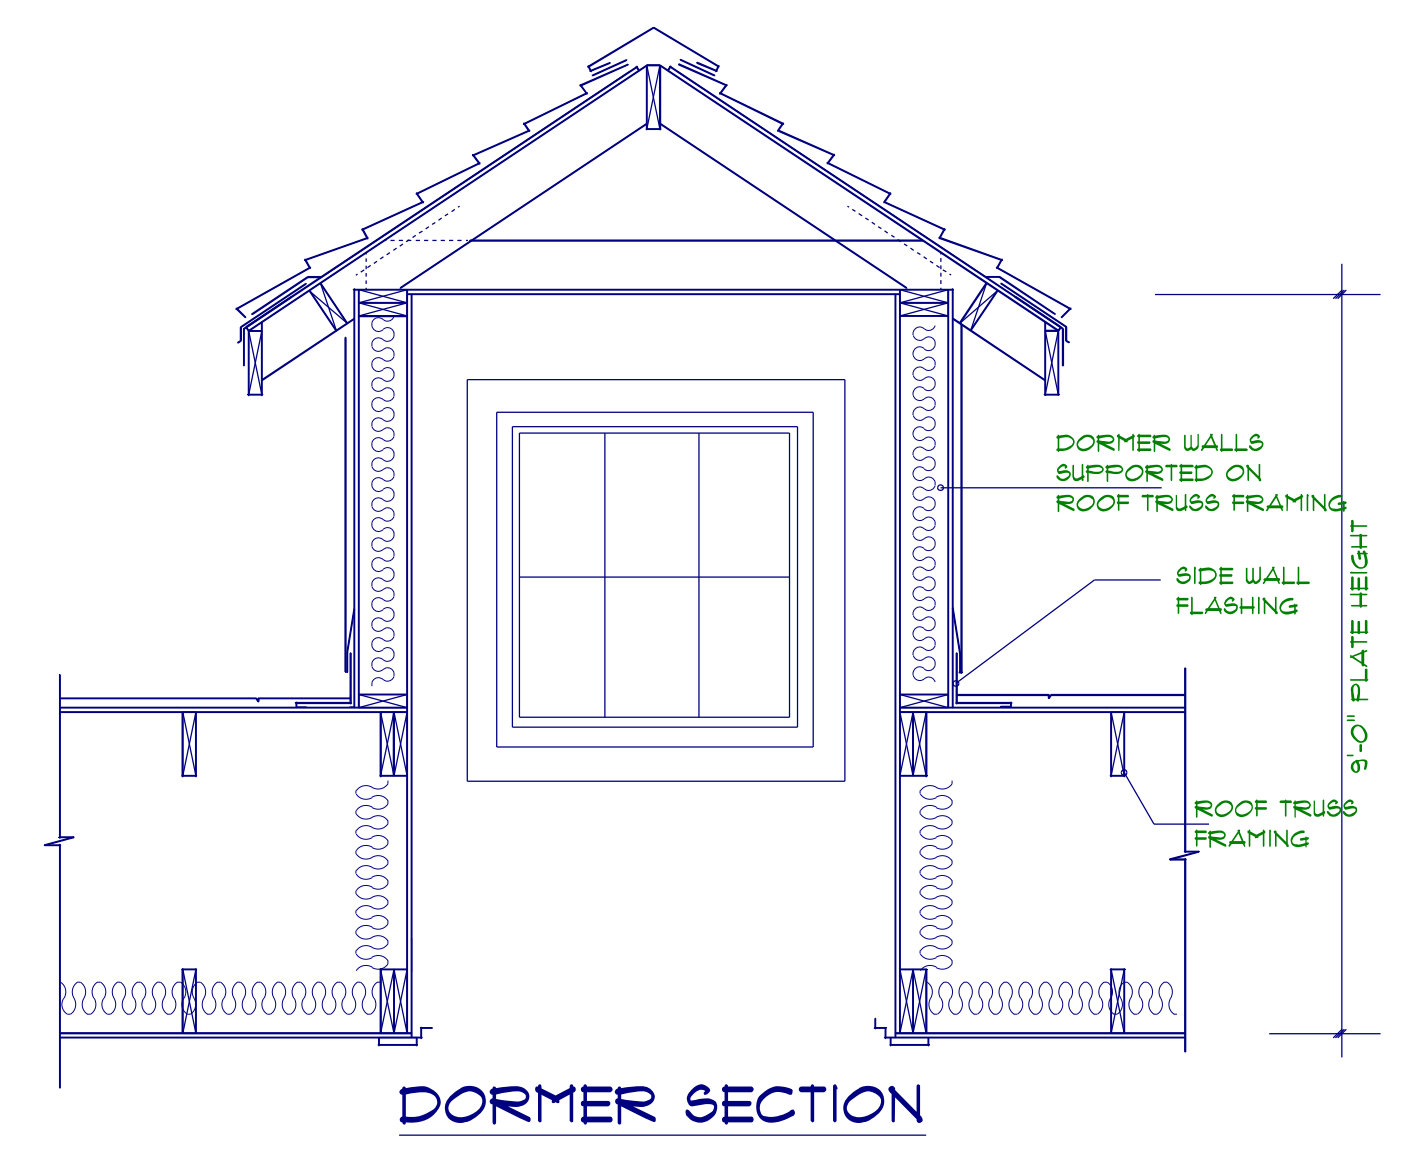 DORMER WALLS
SUPPORTED ON
ROOF TRUSS FRAMING
SIDE WALL
FLASHING
9'-0" PLATE HEIGHT
ROOF TRUSS
FRAMING
DORMER SECTION